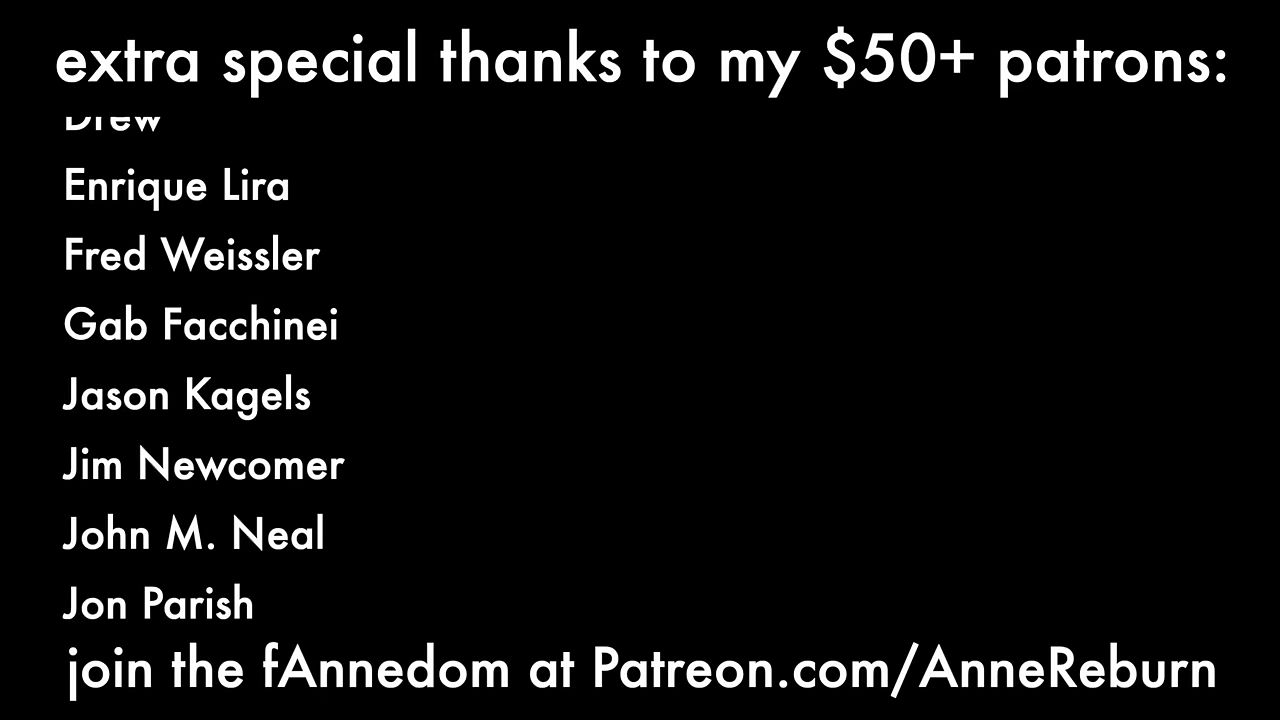 extra special thanks to my $50+ patrons:
Drew
Enrique Lira
Fred Weissler
Gab Facchinei
Jason Kagels
Jim Newcomer
John M. Neal
Jon Parish
join the fAnnedom at Patreon.com/AnneReburn